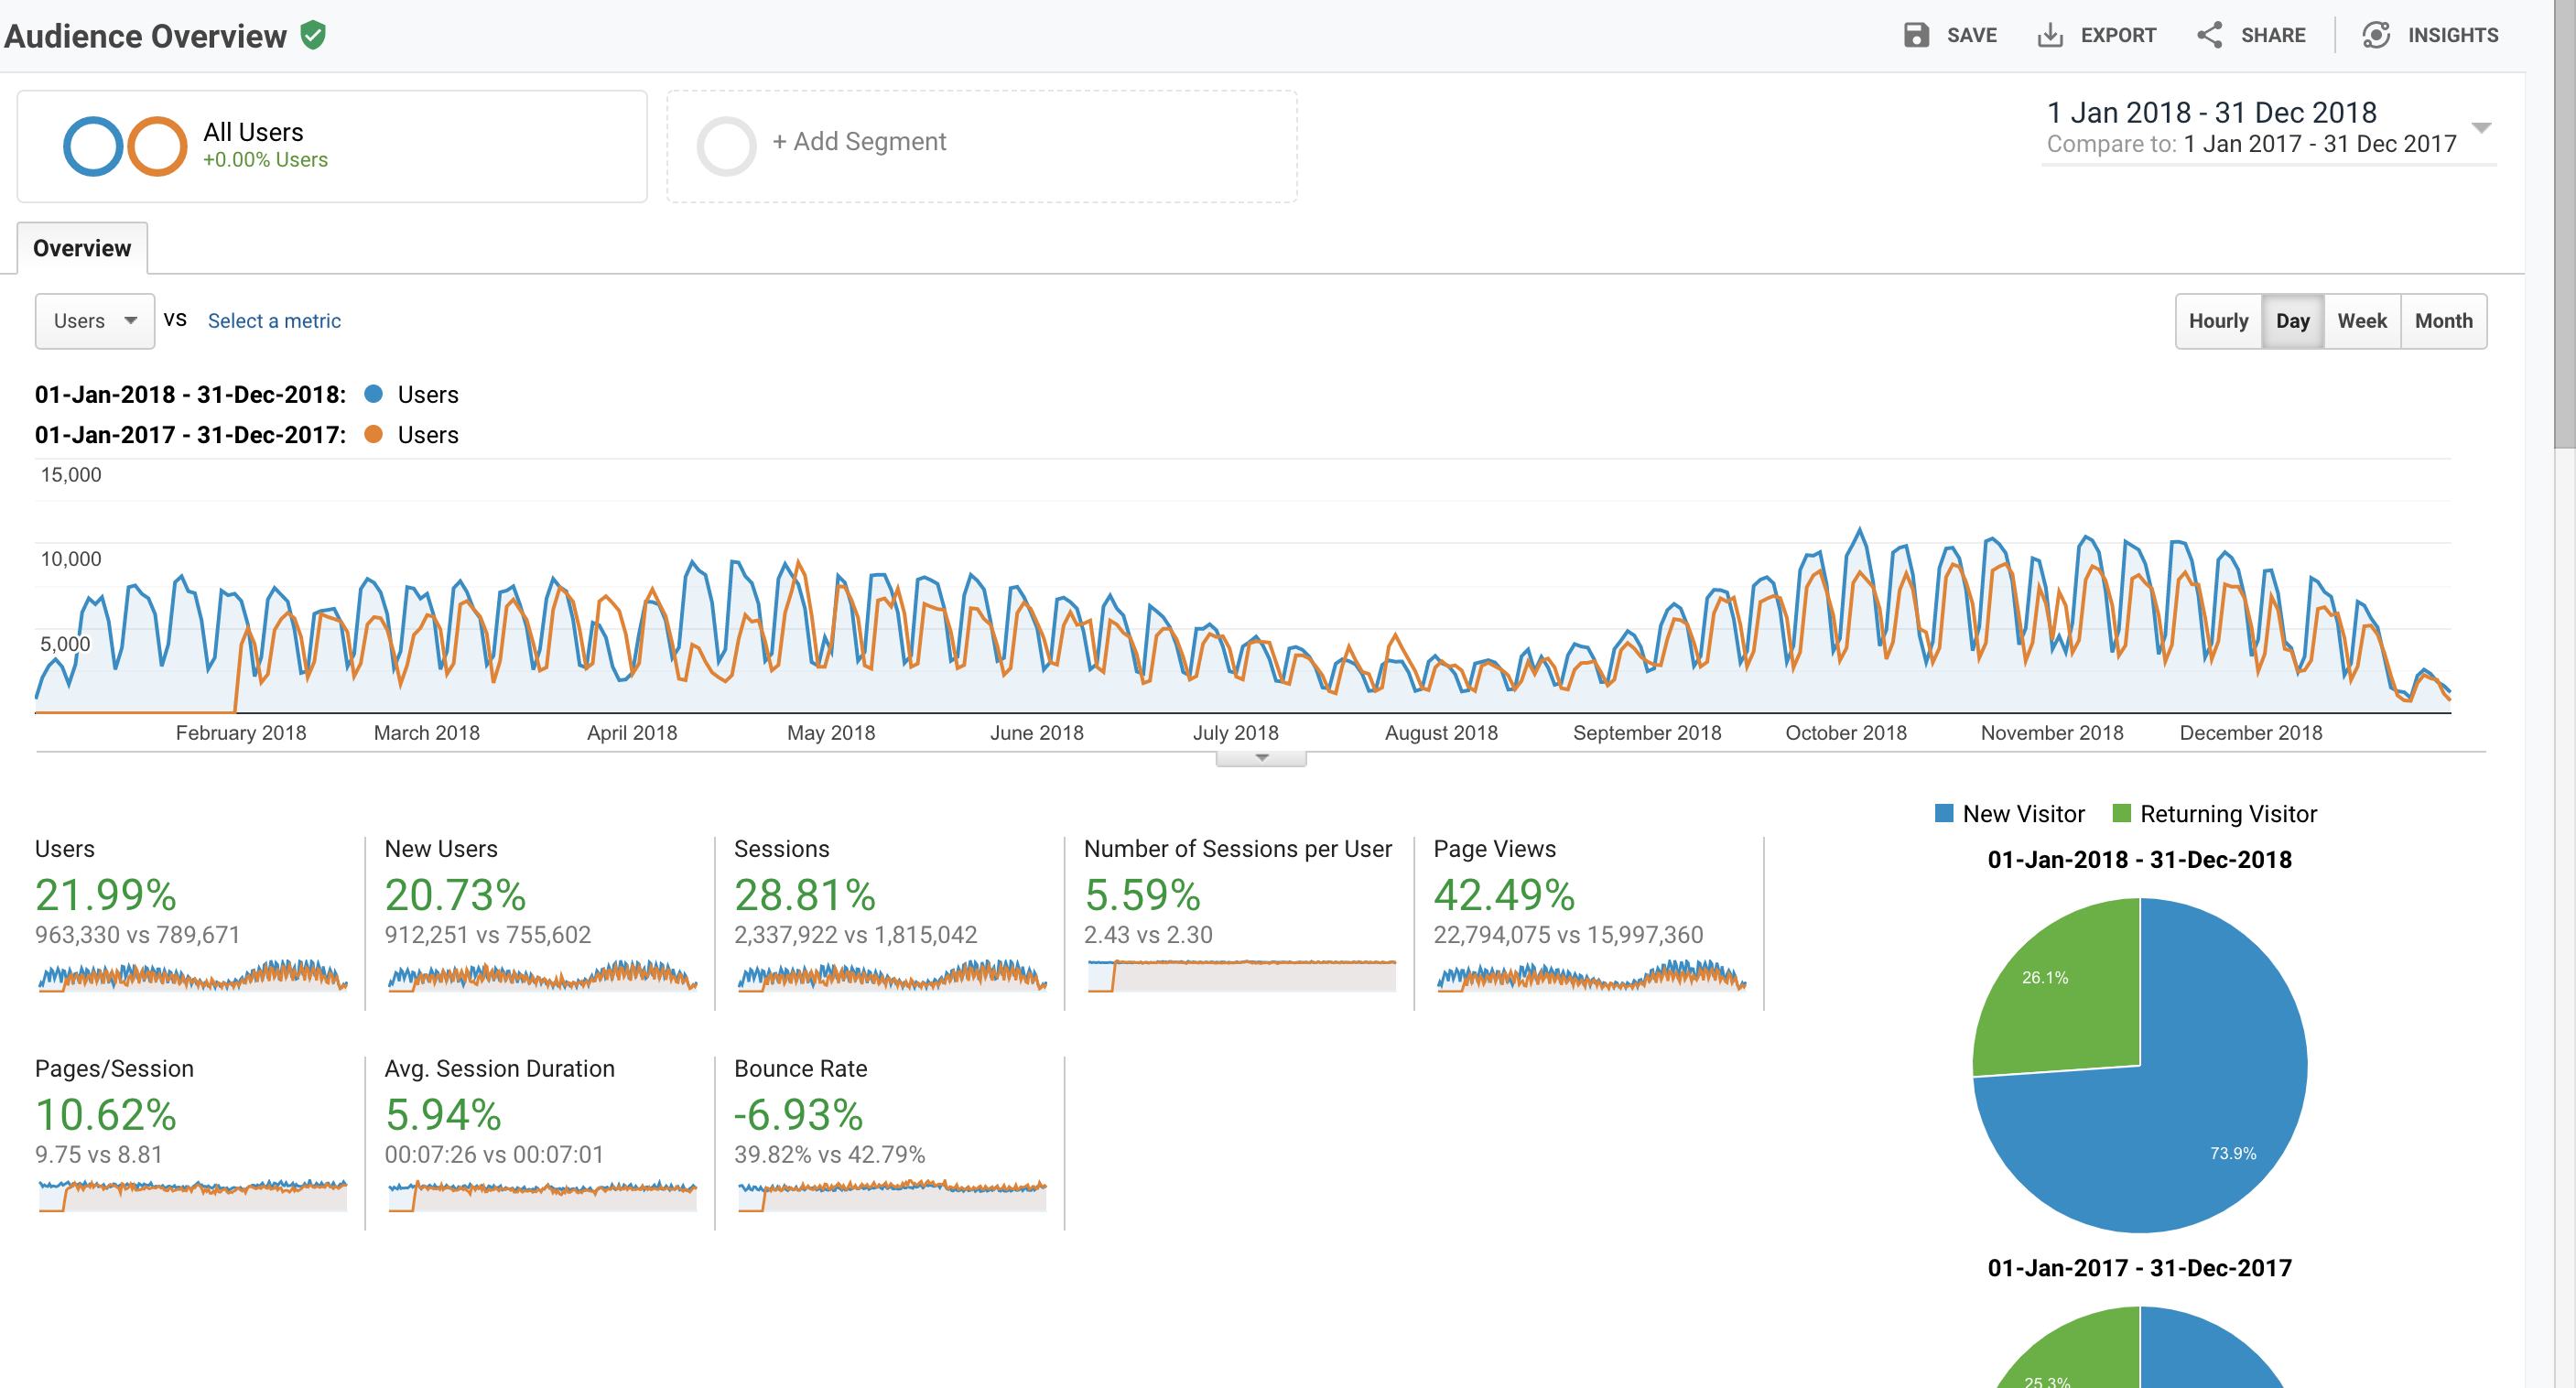 Audience Overview
SAVE
EXPORT
SHARE
INSIGHTS
All Users
+0.00% Users
+ Add Segment
1 Jan 2018 - 31 Dec 2018
Compare to: 1 Jan 2017 - 31 Dec 2017
Overview
Users
vs
Select a metric
Hourly
Day
Week
Month
01-Jan-2018 - 31-Dec-2018: Users
01-Jan-2017 - 31-Dec-2017: Users
15,000
10,000
5,000
February 2018
March 2018
April 2018
May 2018
June 2018
July 2018
August 2018
September 2018
October 2018
November 2018
December 2018
Users
21.99%
963,330 vs 789,671
New Users
20.73%
912,251 vs 755,602
Sessions
28.81%
2,337,922 vs 1,815,042
Number of Sessions per User
5.59%
2.43 vs 2.30
Page Views
42.49%
22,794,075 vs 15,997,360
Pages/Session
10.62%
9.75 vs 8.81
Avg. Session Duration
5.94%
00:07:26 vs 00:07:01
Bounce Rate
-6.93%
39.82% vs 42.79%
New Visitor
Returning Visitor
01-Jan-2018 - 31-Dec-2018
26.1%
73.9%
01-Jan-2017 - 31-Dec-2017
25.3%